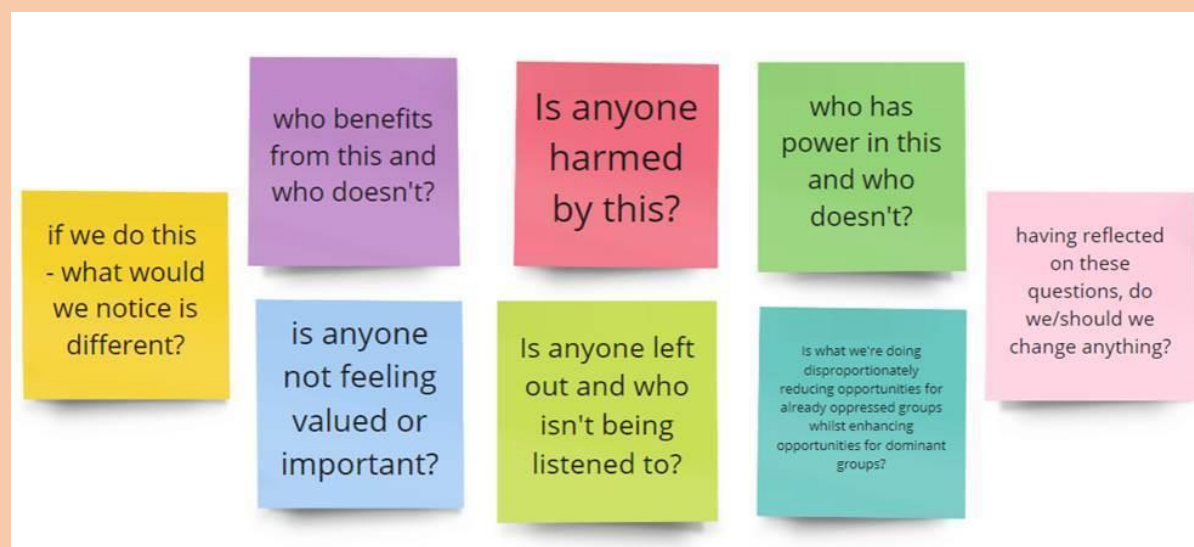 if we do this
- what would
we notice is
different?
who benefits
from this and
who doesn't?
Is anyone
harmed
by this?
who has
power in this
and who
doesn't?
is anyone
not feeling
valued or
important?
Is anyone left
out and who
isn't being
listened to?
Is what we're doing
disproportionately
reducing opportunities for
already oppressed groups
whilst enhancing
opportunities for dominant
groups?
having reflected
on these
questions, do
we/should we
change anything?